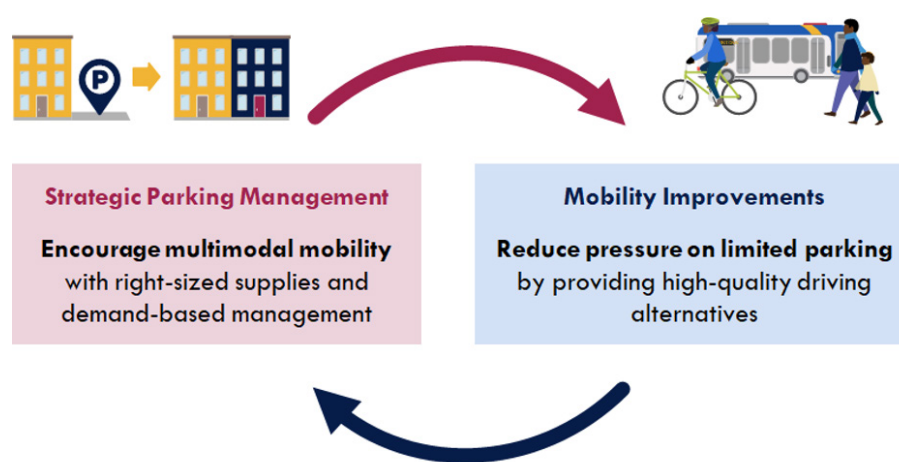 P
Strategic Parking Management
Encourage multimodal mobility
with right-sized supplies and
demand-based management
Mobility Improvements
Reduce pressure on limited parking
by providing high-quality driving
alternatives